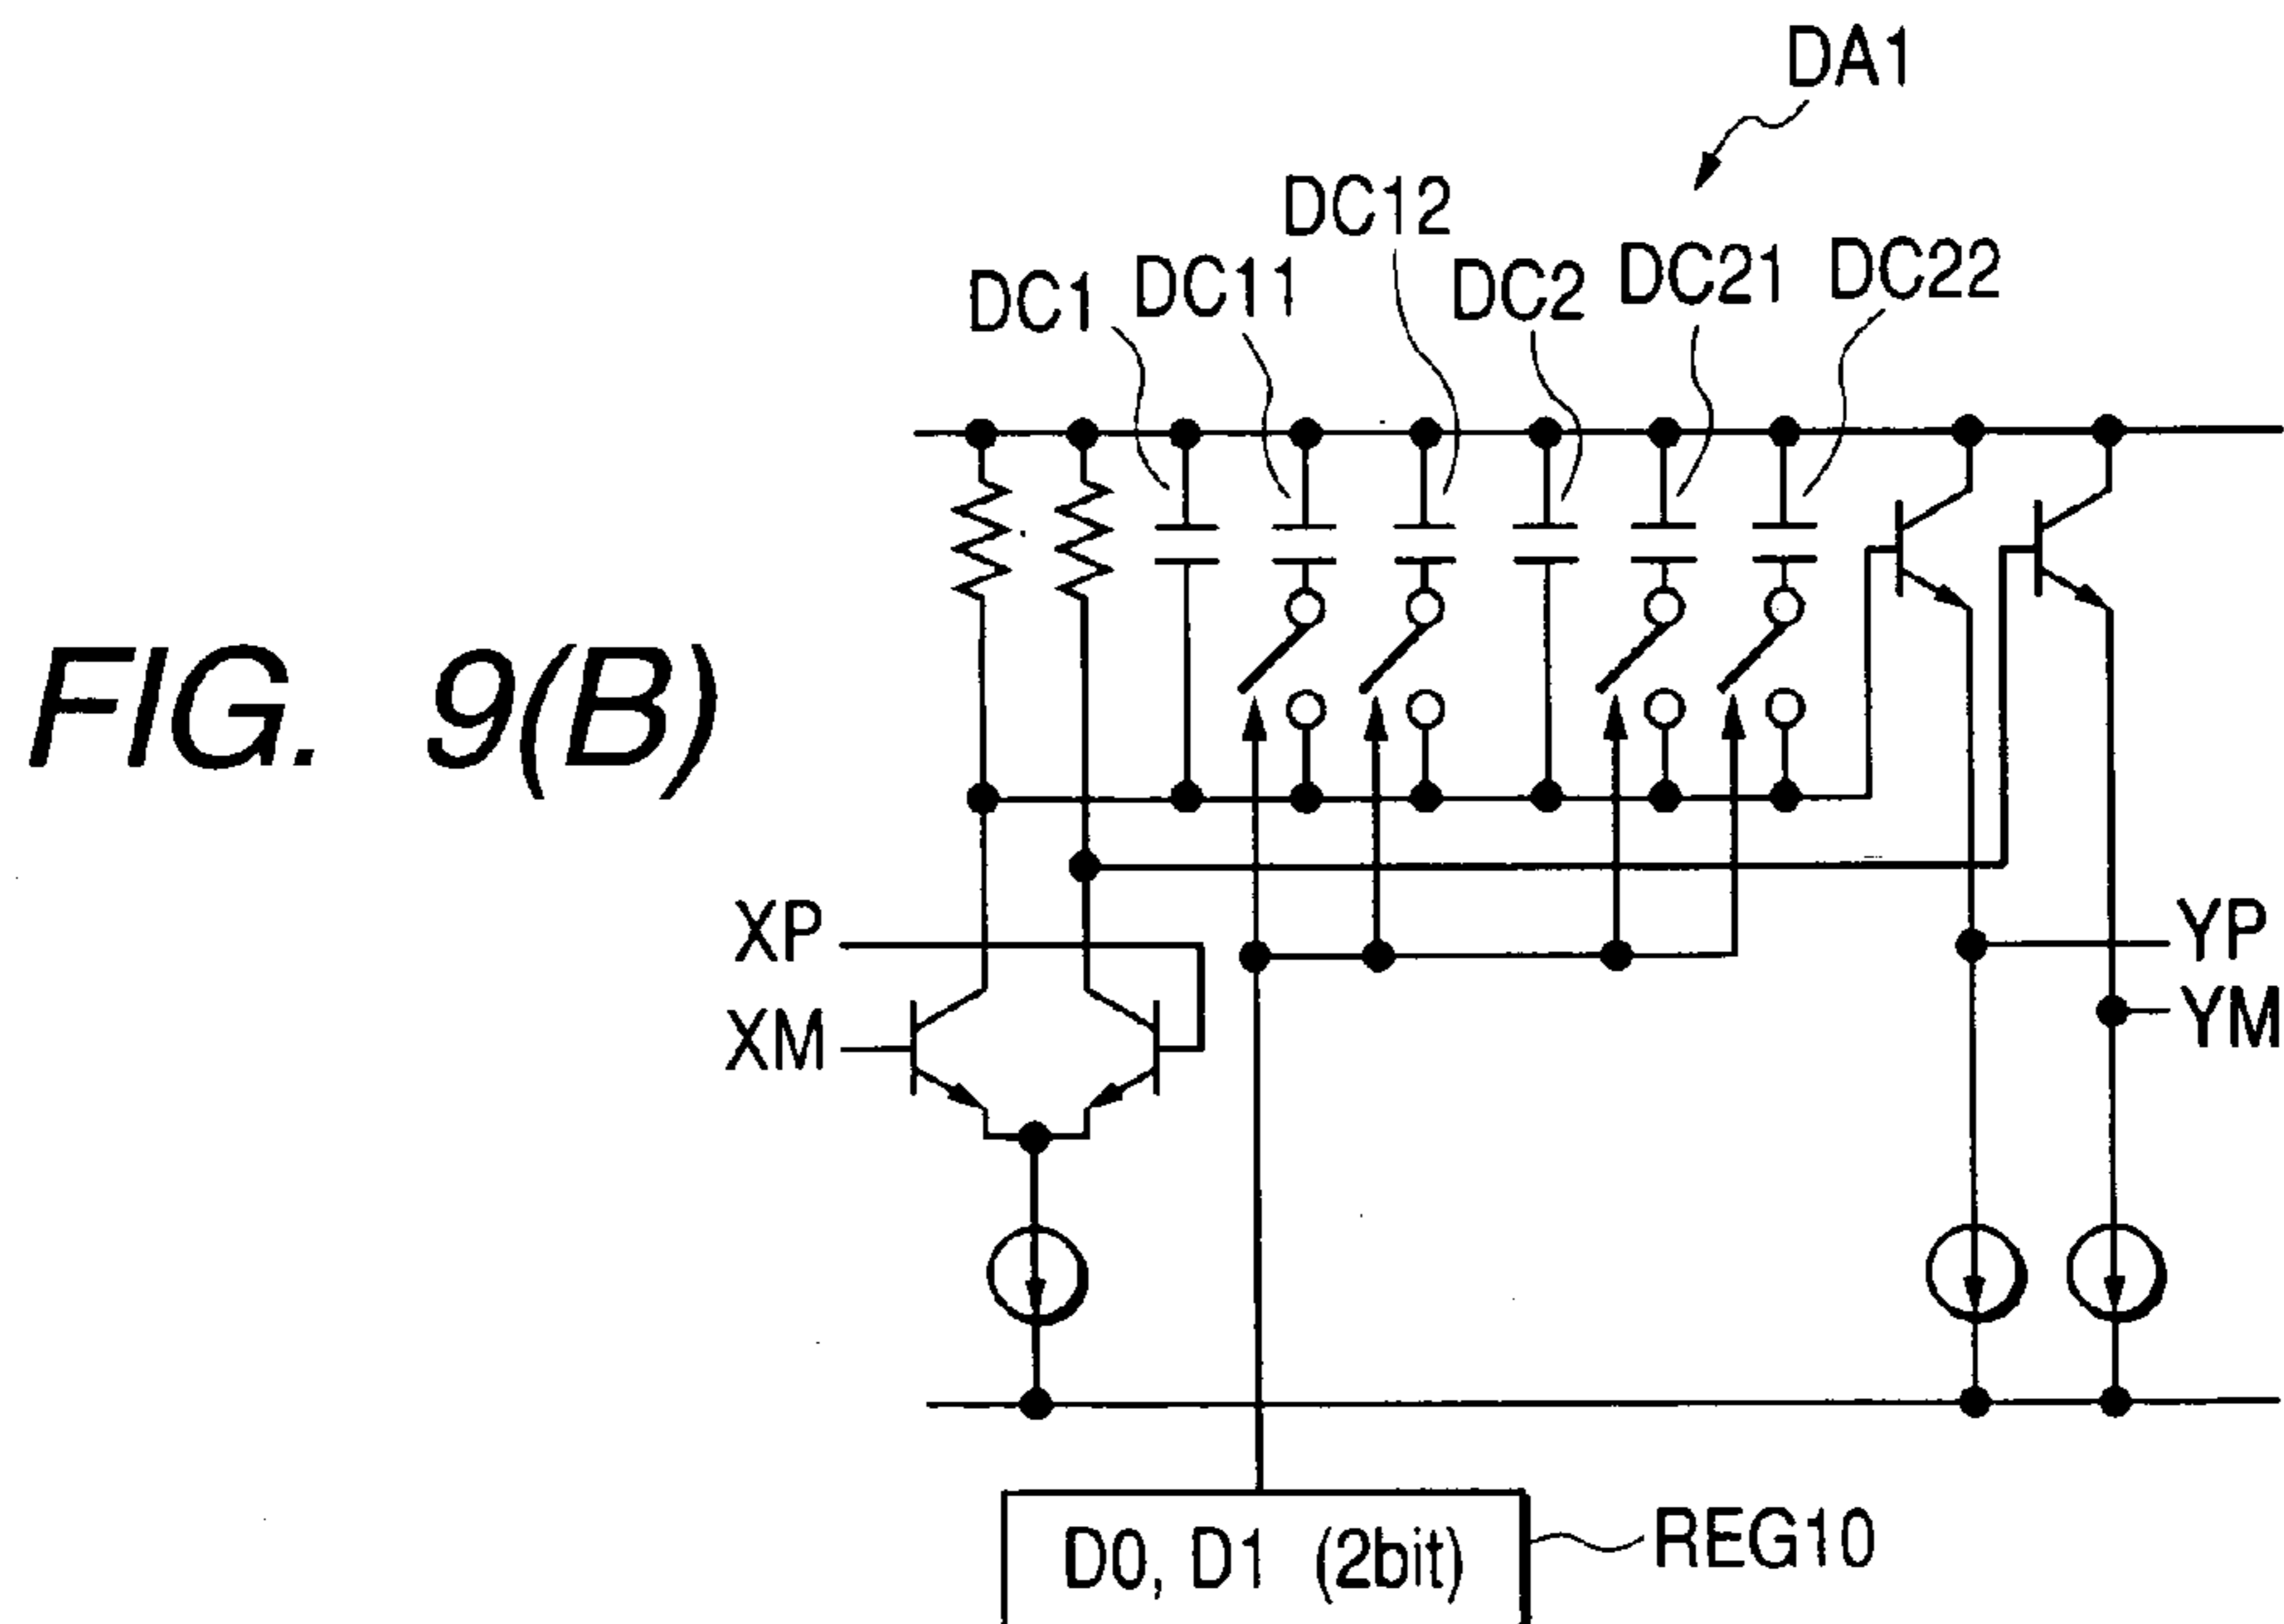 DA1
DC12
DC1
DC11
DC2
DC21
DC22
FIG. 9(B)
XP
XM
YP
YM
D0, D1 (2bit)
REG10